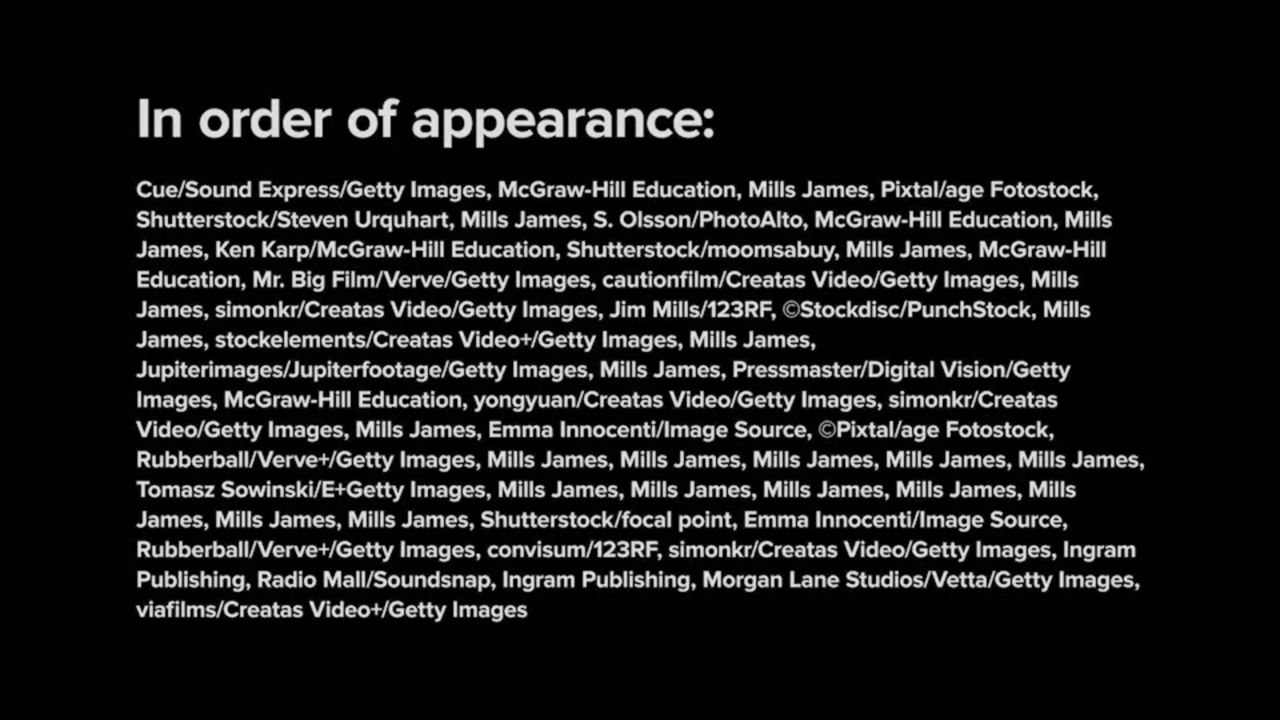 In order of appearance:
Cue/Sound Express/Getty Images, McGraw-Hill Education, Mills James, Pixtal/age Fotostock,
Shutterstock/Steven Urquhart, Mills James, S. Olsson/PhotoAlto, McGraw-Hill Education, Mills
James, Ken Karp/McGraw-Hill Education, Shutterstock/moomsabuy, Mills James, McGraw-Hill
Education, Mr. Big Film/Verve/Getty Images, cautionfilm/Creatas Video/Getty Images, Mills
James, simonkr/Creatas Video/Getty Images, Jim Mills/123RF, ©Stockdisc/PunchStock, Mills
James, stockelements/Creatas Video+/Getty Images, Mills James,
Jupiterimages/Jupiterfootage/Getty Images, Mills James, Pressmaster/Digital Vision/Getty
Images, McGraw-Hill Education, yongyuan/Creatas Video/Getty Images, simonkr/Creatas
Video/Getty Images, Mills James, Emma Innocenti/Image Source, ©Pixtal/age Fotostock,
Rubberball/Verve+/Getty Images, Mills James, Mills James, Mills James, Mills James, Mills James,
Tomasz Sowinski/E+Getty Images, Mills James, Mills James, Mills James, Mills James, Mills
James, Mills James, Mills James, Shutterstock/focal point, Emma Innocenti/Image Source,
Rubberball/Verve+/Getty Images, convisum/123RF, simonkr/Creatas Video/Getty Images, Ingram
Publishing, Radio Mall/Soundsnap, Ingram Publishing, Morgan Lane Studios/Vetta/Getty Images,
viafilms/Creatas Video+/Getty Images